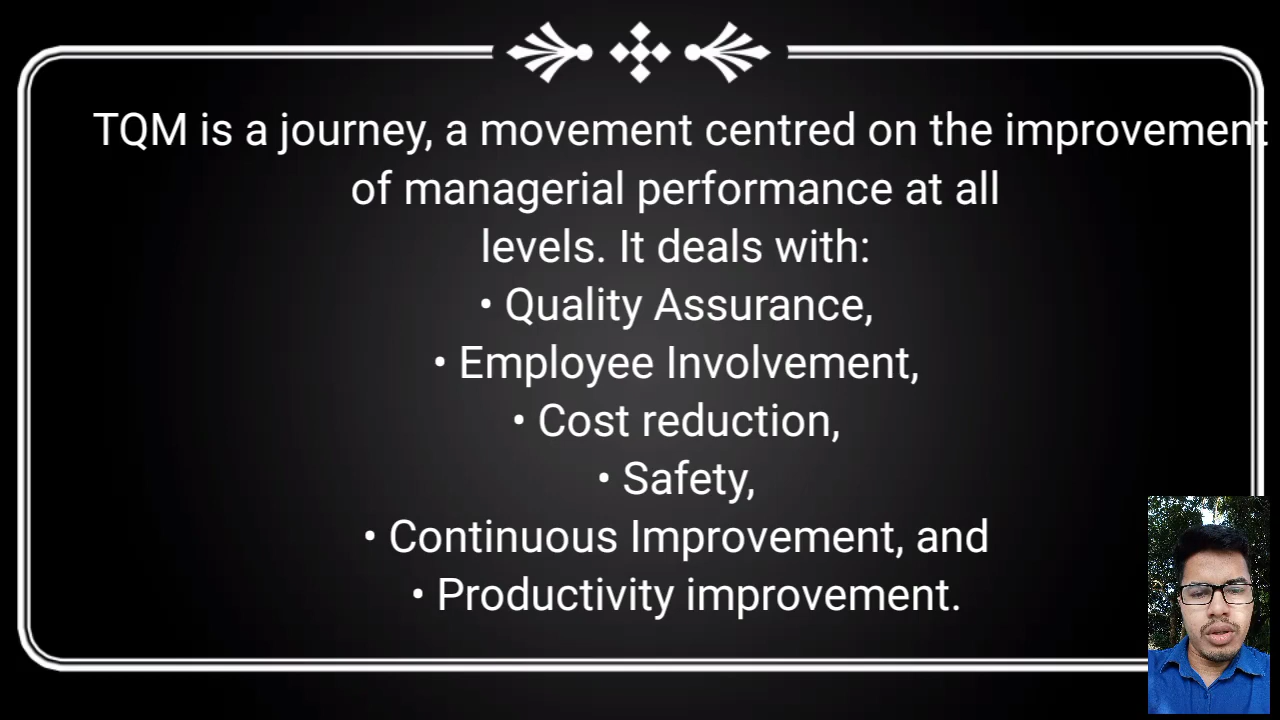 TQM is a journey, a movement centred on the improvement
of managerial performance at all
levels. It deals with:
• Quality Assurance,
• Employee Involvement,
• Cost reduction,
• Safety,
• Continuous Improvement, and
• Productivity improvement.